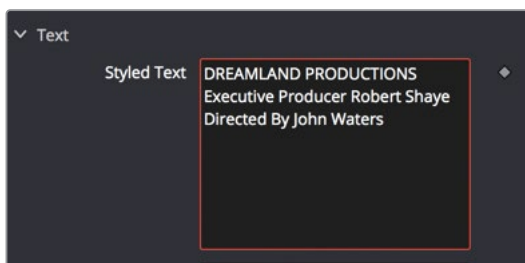 Text
Styled Text
DREAMLAND PRODUCTIONS
Executive Producer Robert Shaye
Directed By John Waters